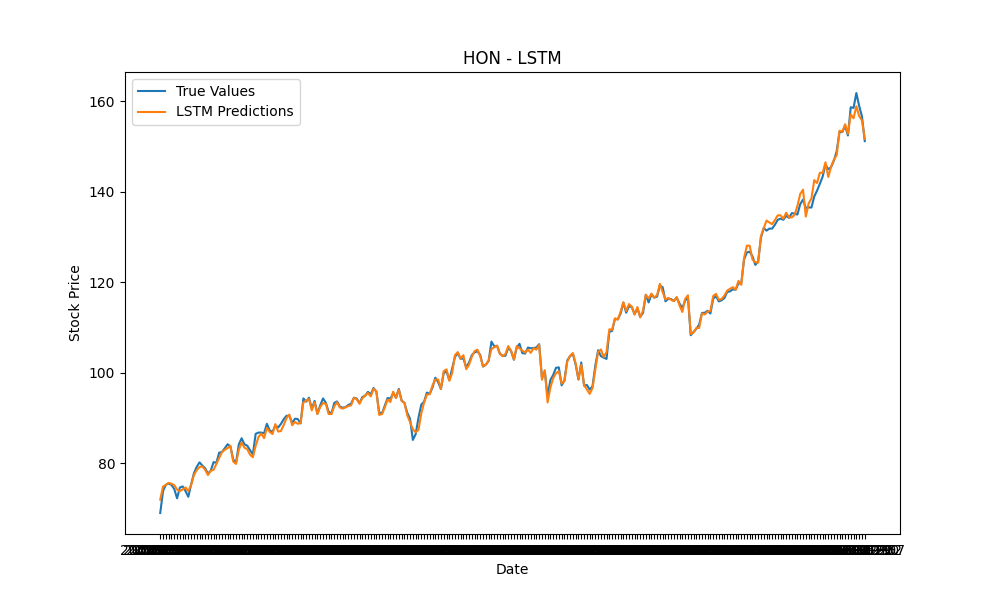 HON - LSTM
True Values
LSTM Predictions
160
140
120
100
80
Stock Price
Date